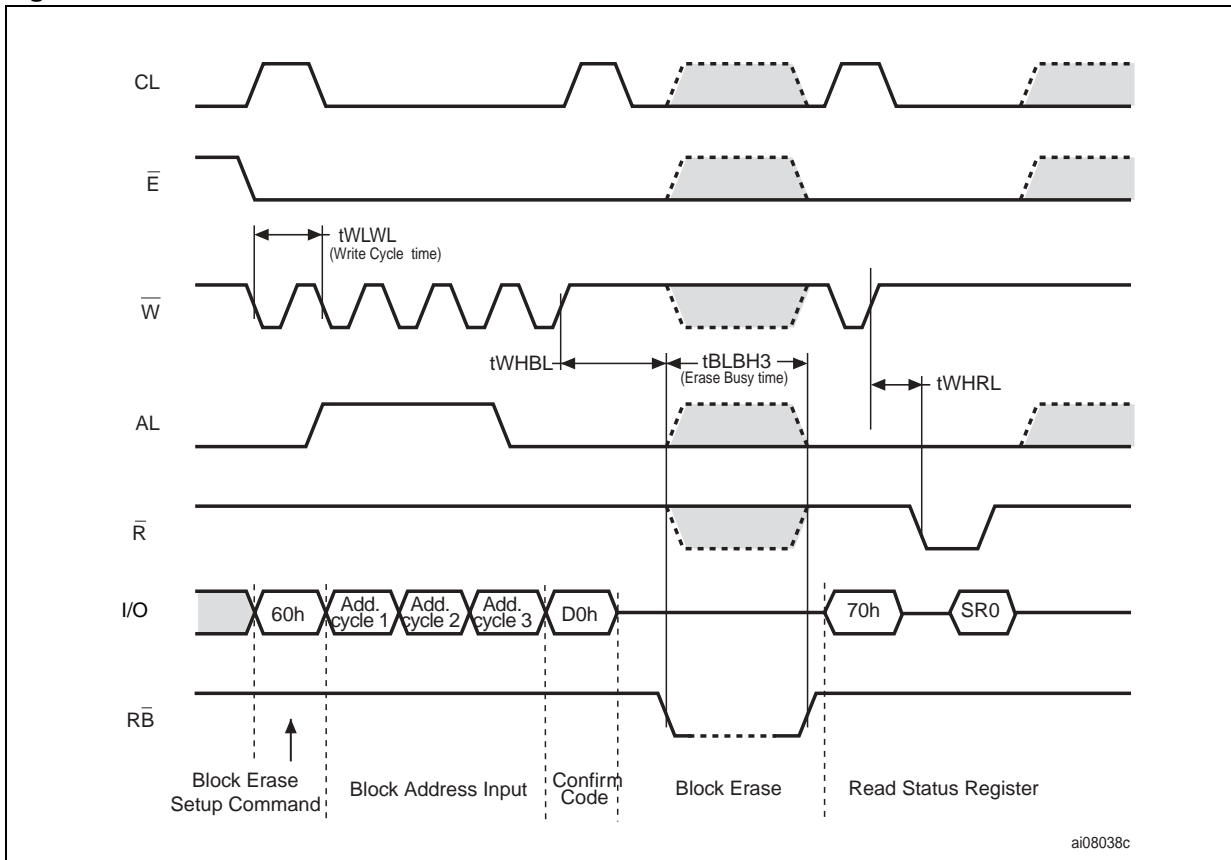 CL
E̅
tWLWL
(Write Cycle time)
W̅
tWHBL
tBLBH3
(Erase Busy time)
tWHRL
AL
R̅
I/O
60h
Add.
cycle 1
Add.
cycle 2
Add.
cycle 3
D0h
70h
SR0
RB̅
Block Erase
Setup Command
Block Address Input
Confirm
Code
Block Erase
Read Status Register
ai08038c